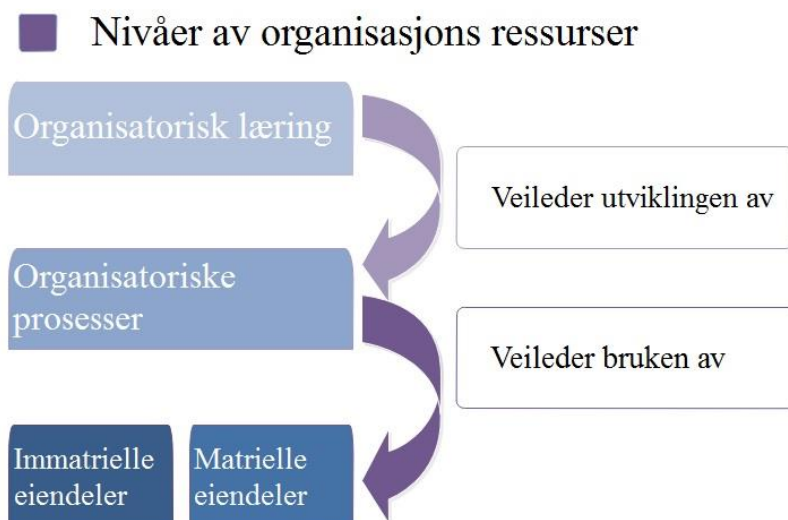 Nivåer av organisasjons ressurser
Organisatorisk læring
Veileder utviklingen av
Organisatoriske
prosesser
Veileder bruken av
Immatrielle
eiendeler
Matrielle
eiendeler